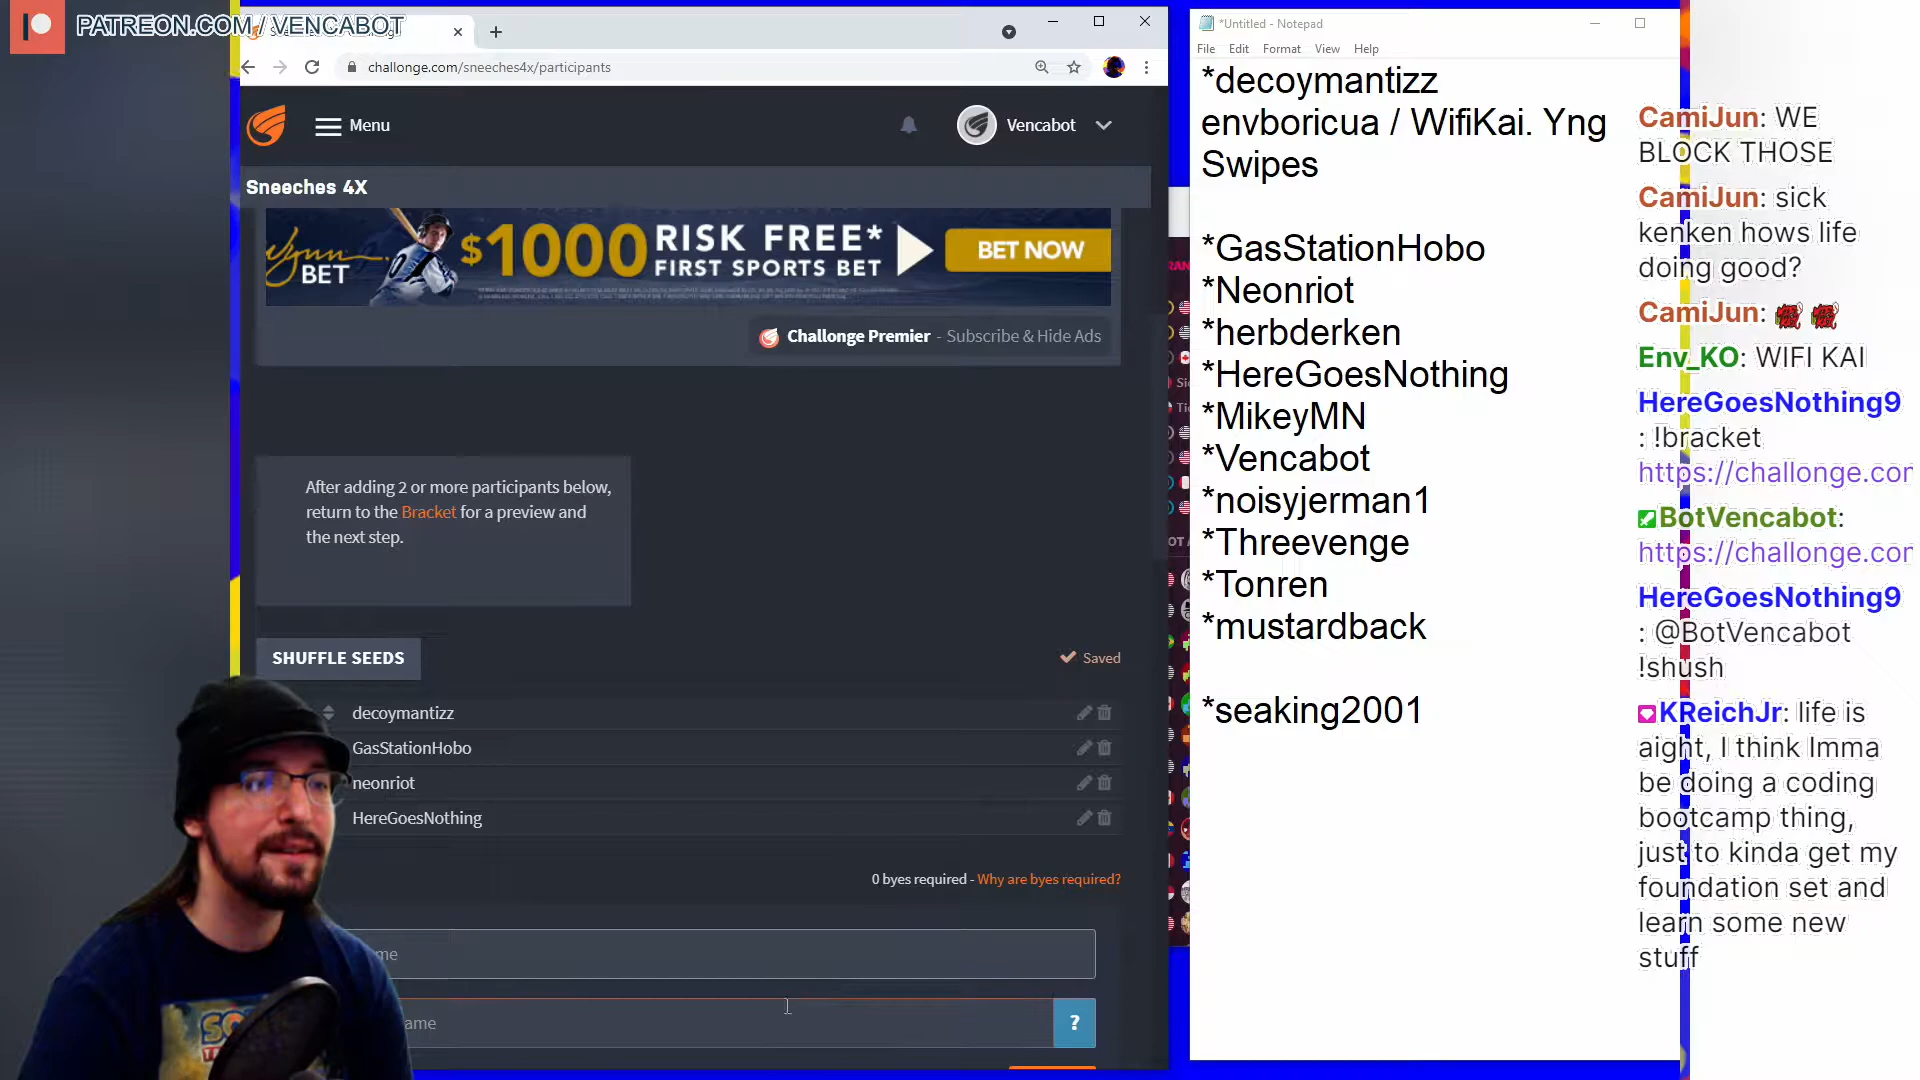 PATREON.COM / VENCABOT
challonge.com/sneeches4x/participants
Menu
Vencabot
Sneeches 4X
Wynn
BET
$1000
RISK FREE*
FIRST SPORTS BET
BET NOW
Challonge Premier - Subscribe & Hide Ads
After adding 2 or more participants below,
return to the Bracket for a preview and
the next step.
SHUFFLE SEEDS
Saved
decoymantizz
GasStationHobo
neonriot
HereGoesNothing
0 byes required - Why are byes required?
?
*Untitled - Notepad
File Edit Format View Help
*decoymantizz
envboricua / WifiKai. Yng
Swipes
*GasStationHobo
*Neonriot
*herbderken
*HereGoesNothing
*MikeyMN
*Vencabot
*noisyjerman1
*Threevenge
*Tonren
*mustardback
*seaking2001
CamiJun: WE
BLOCK THOSE
CamiJun: sick
kenken hows life
doing good?
CamiJun:
Env_KO: WIFI KAI
HereGoesNothing9
: !bracket
https://challonge.cor
BotVencabot:
https://challonge.cor
HereGoesNothing9
: @BotVencabot
!shush
KReichJr: life is
aight, I think Imma
be doing a coding
bootcamp thing,
just to kinda get my
foundation set and
learn some new
stuff